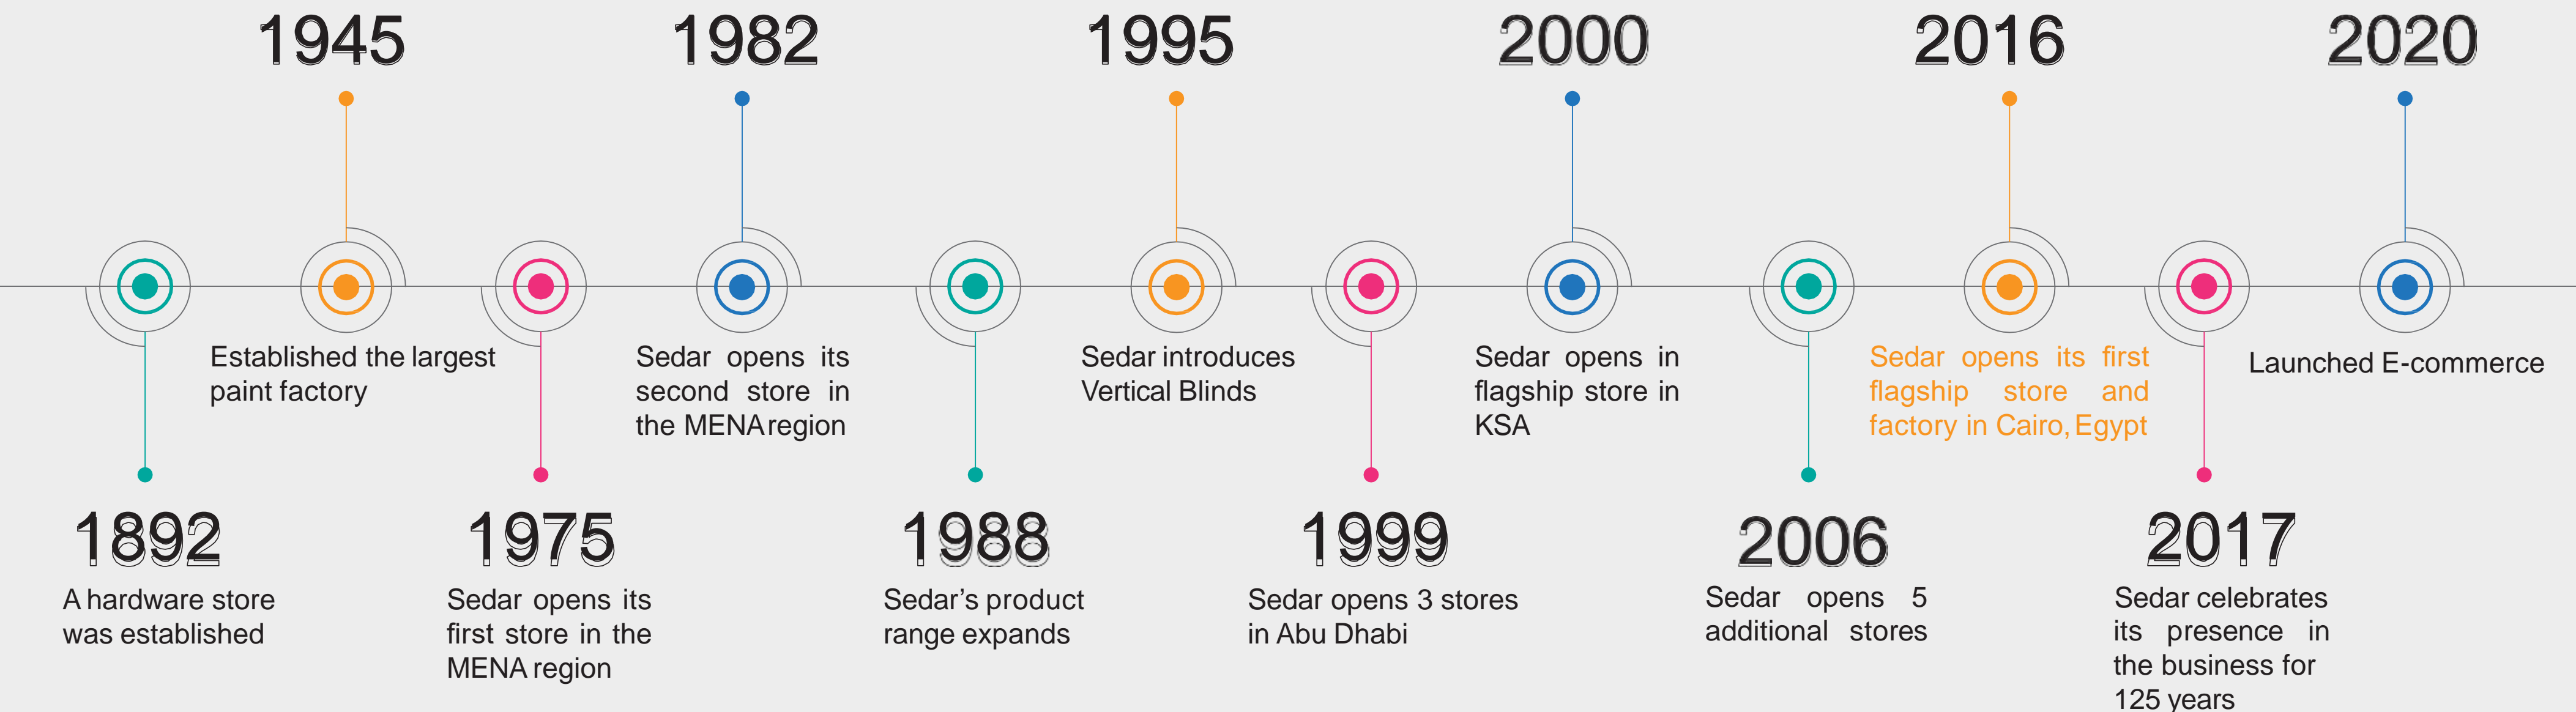 1945
1982
1995
2000
2016
2020
Established the largest
paint factory
Sedar opens its
second store in
the MENA region
Sedar introduces
Vertical Blinds
Sedar opens in
flagship store in
KSA
Sedar opens its first
flagship store and
factory in Cairo, Egypt
Launched E-commerce
1892
A hardware store
was established
1975
Sedar opens its
first store in the
MENA region
1988
Sedar’s product
range expands
1999
Sedar opens 3 stores
in Abu Dhabi
2006
Sedar opens 5
additional stores
2017
Sedar celebrates
its presence in
the business for
125 years